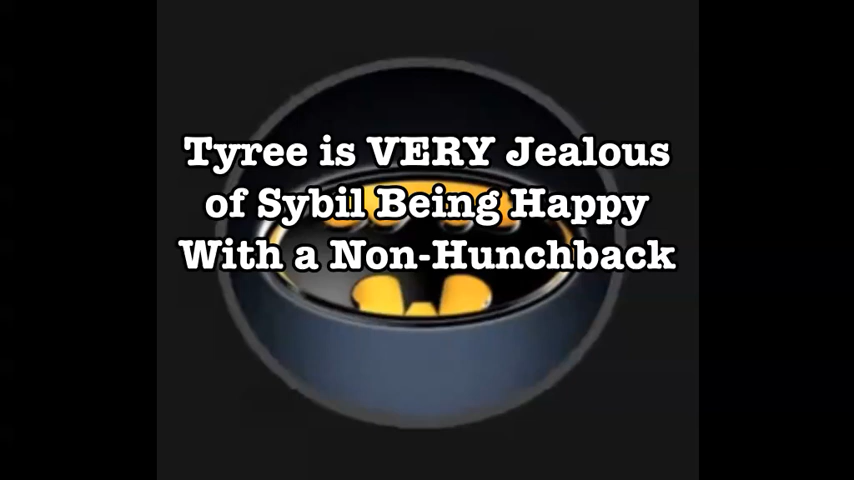 Tyree is VERY Jealous
of Sybil Being Happy
With a Non-Hunchback